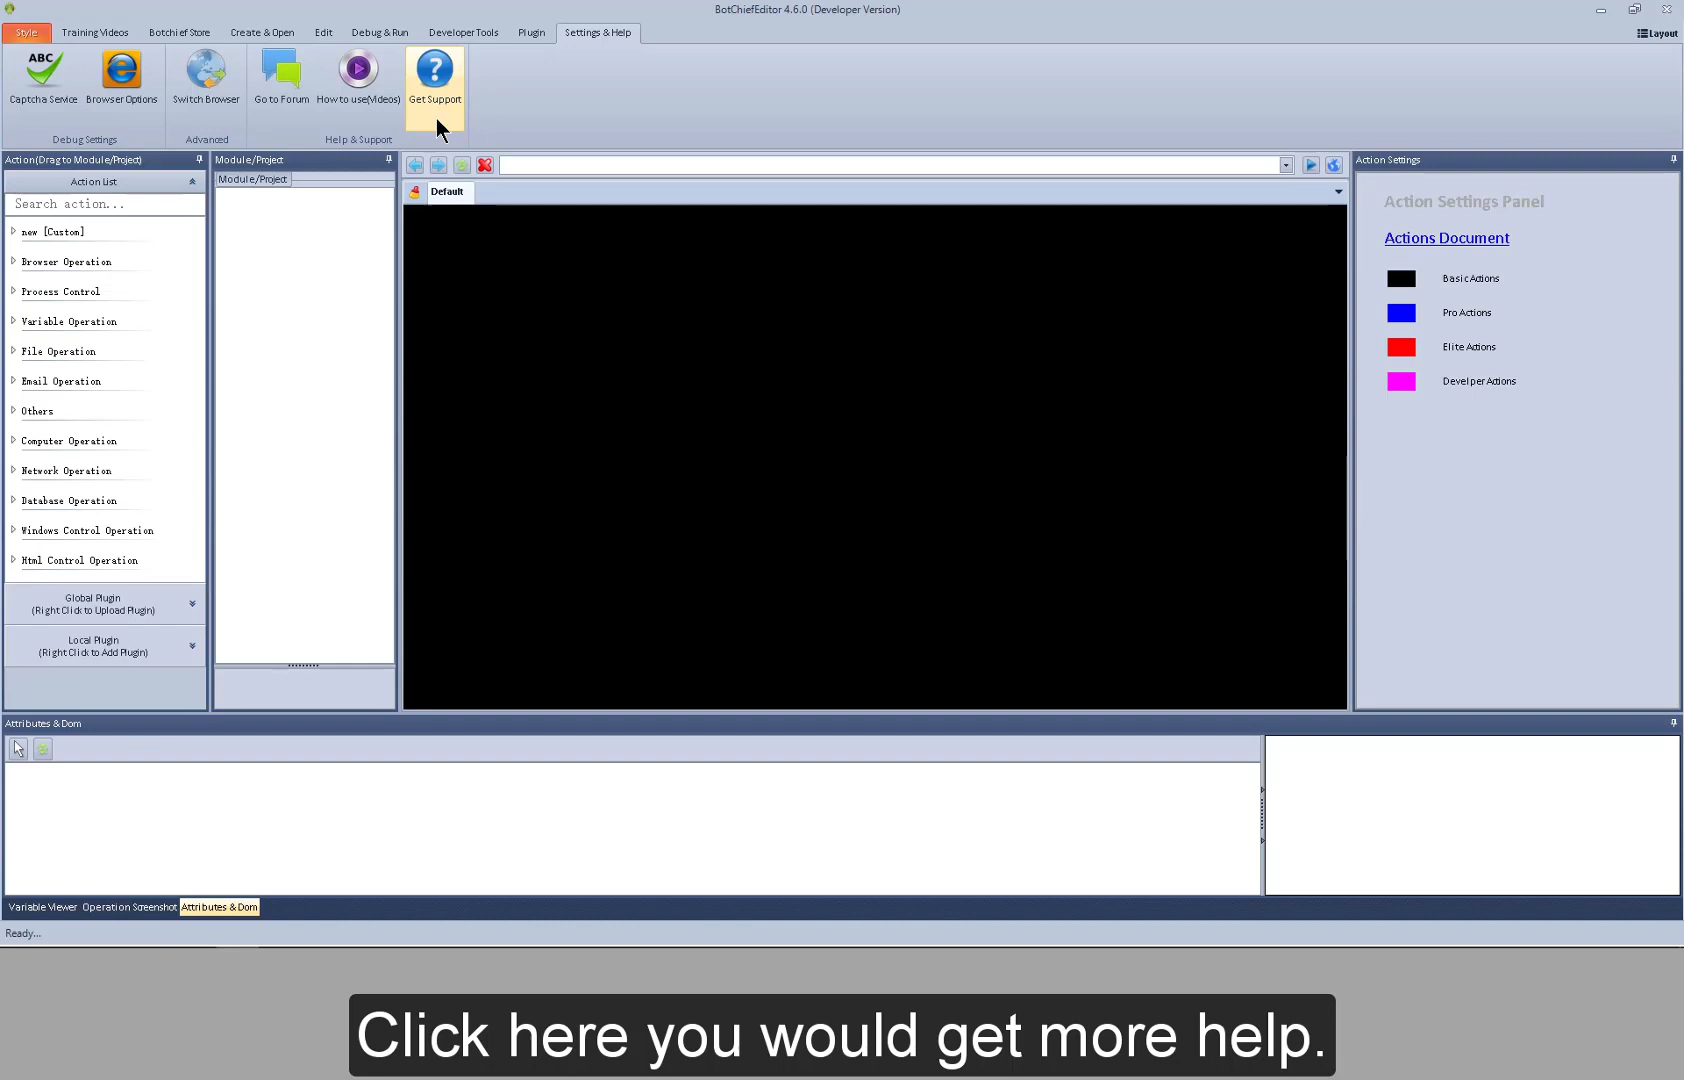 BotChiefEditor 4.6.0 (Developer Version)
Style Training Videos Botchief Store Create & Open Edit Debug & Run Developer Tools Plugin Settings & Help Layout
ABC
Captcha Service Browser Options Switch Browser Go to Forum How to use(Videos) Get Support
Debug Settings Advanced Help & Support
Action(Drag to Module/Project) Module/Project Action Settings
Action List
Module/Project
Default
Search action...
Action Settings Panel
new [Custom]
Actions Document
Browser Operation
Basic Actions
Process Control
Pro Actions
Variable Operation
Elite Actions
File Operation
Email Operation
Develper Actions
Others
Computer Operation
Network Operation
Database Operation
Windows Control Operation
Html Control Operation
Global Plugin
(Right Click to Upload Plugin)
Local Plugin
(Right Click to Add Plugin)
Attributes & Dom
Variable Viewer Operation Screenshot Attributes & Dom
Ready...
Click here you would get more help.